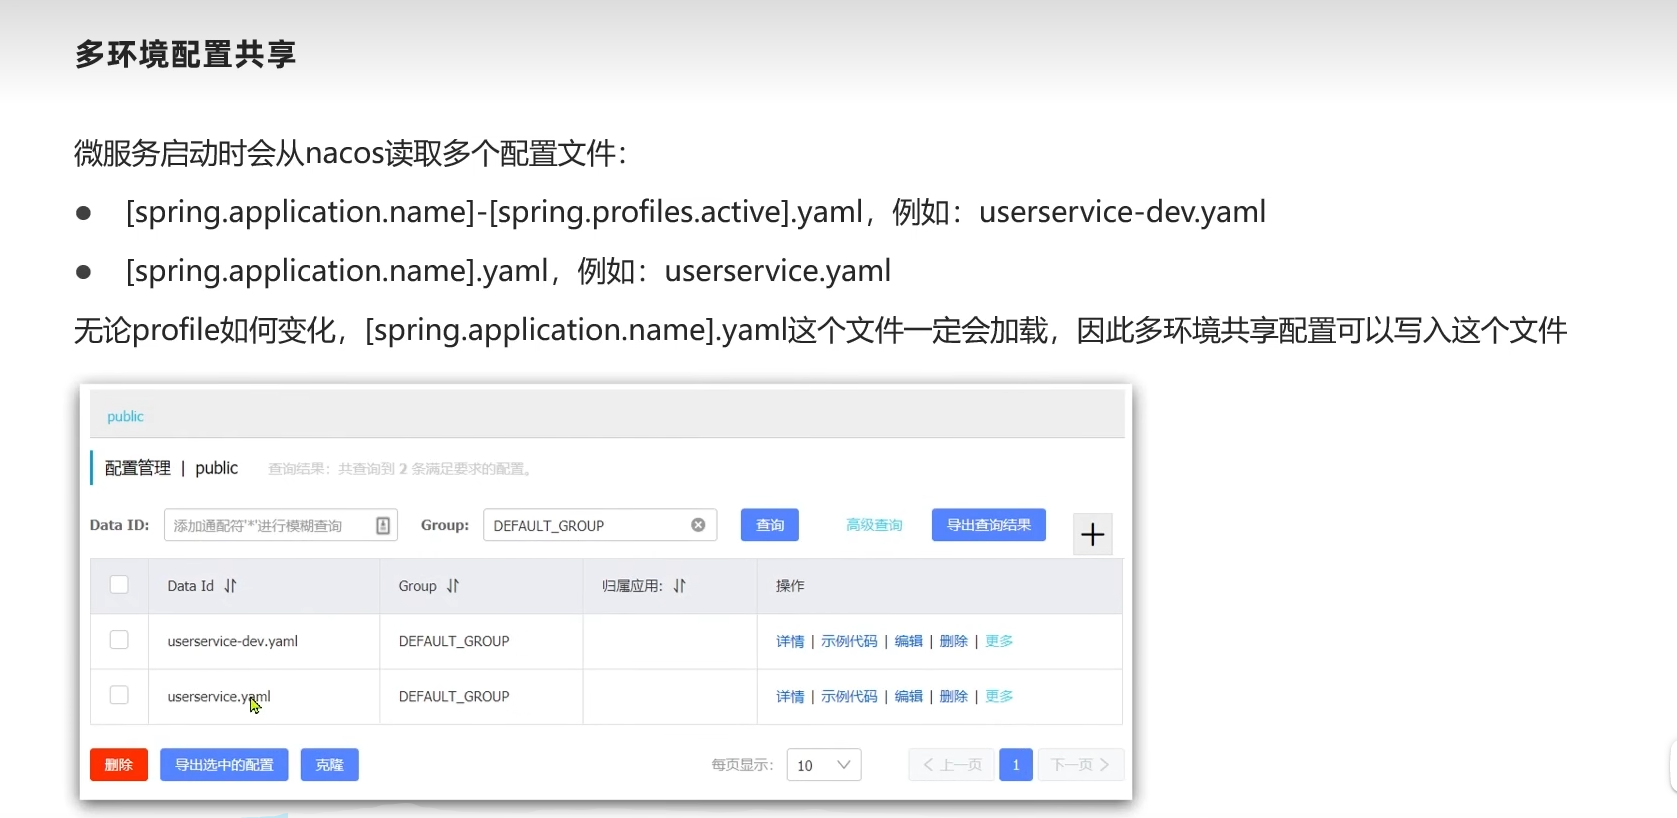 多环境配置共享
微服务启动时会从nacos读取多个配置文件：
● [spring.application.name]-[spring.profiles.active].yaml，例如：userservice-dev.yaml
● [spring.application.name].yaml，例如：userservice.yaml
无论profile如何变化，[spring.application.name].yaml这个文件一定会加载，因此多环境共享配置可以写入这个文件
public
配置管理 | public 查询结果：共查询到 2 条满足要求的配置。
Data ID: 添加通配符'*'进行模糊查询 Group: DEFAULT_GROUP 查询 高级查询 导出查询结果 +
Data Id Group 归属应用: 操作
userservice-dev.yaml DEFAULT_GROUP 详情 | 示例代码 | 编辑 | 删除 | 更多
userservice.yaml DEFAULT_GROUP 详情 | 示例代码 | 编辑 | 删除 | 更多
删除 导出选中的配置 克隆 每页显示: 10 < 上一页 1 下一页 >